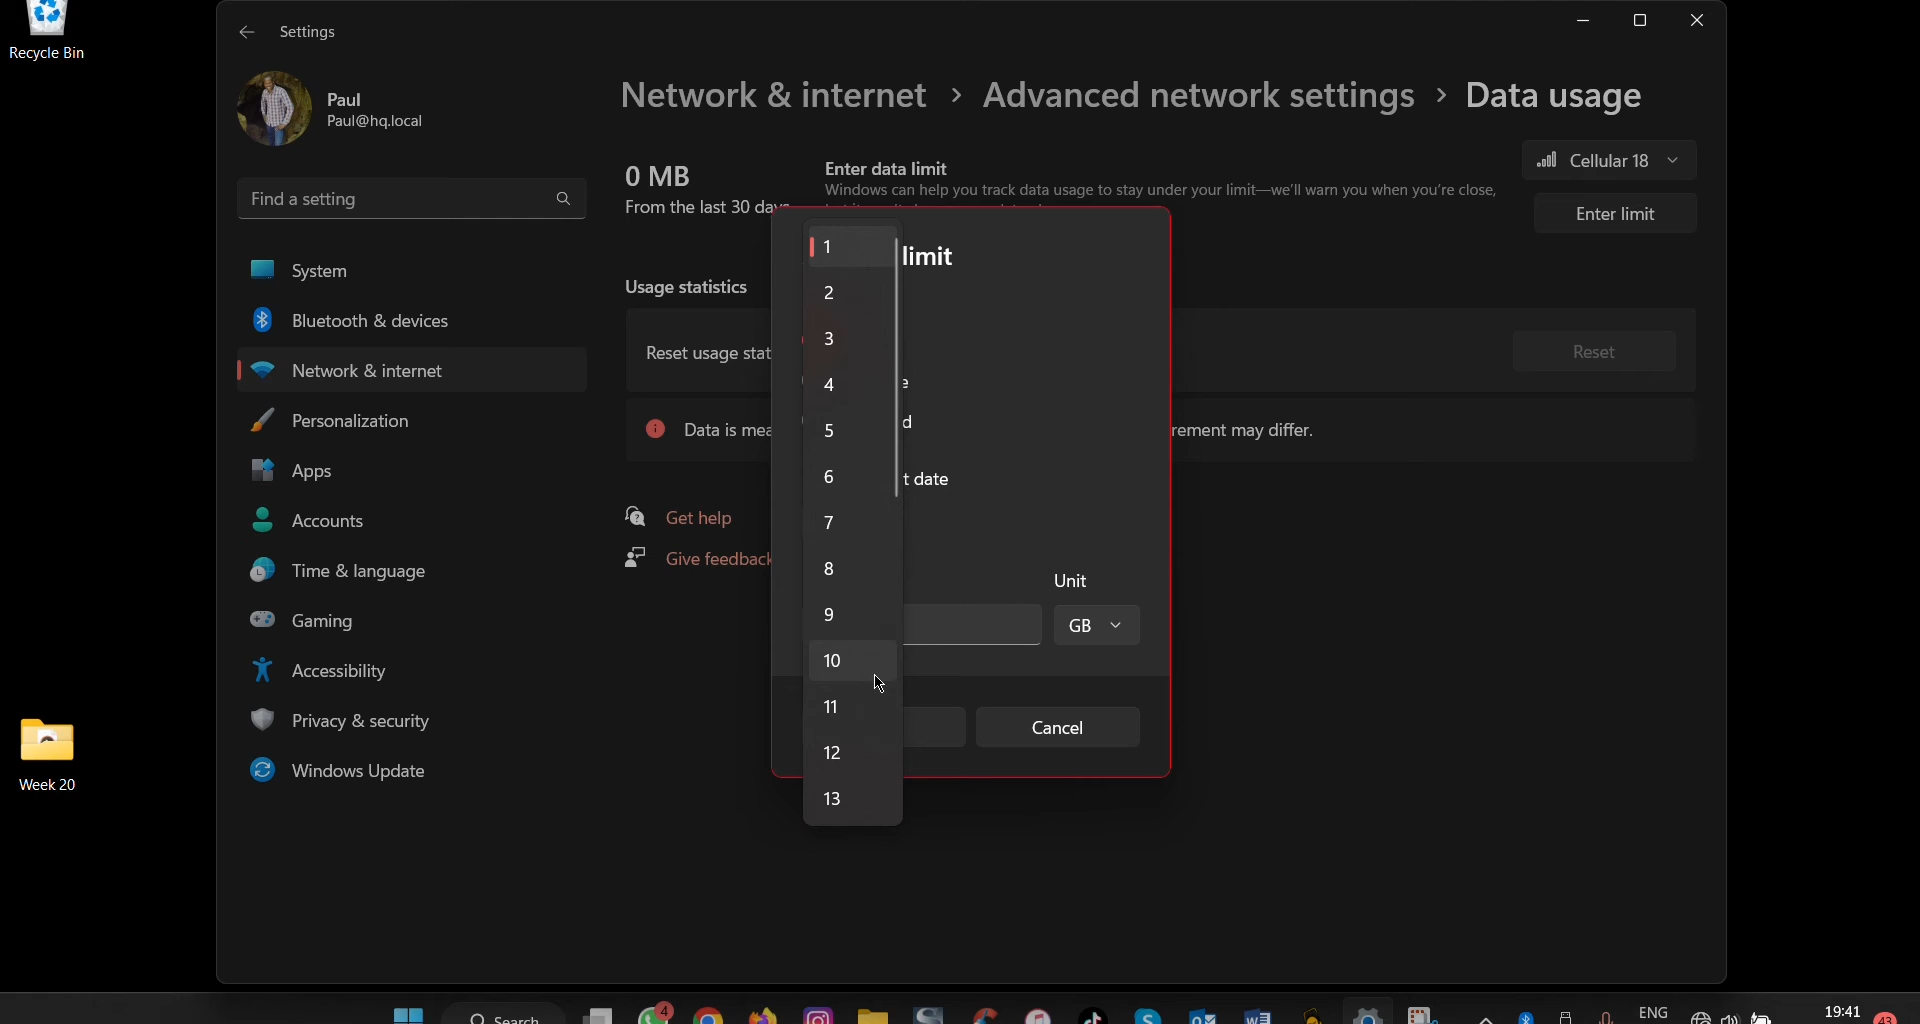 Recycle Bin
Settings
Paul
Paul@hq.local
Find a setting
System
Bluetooth & devices
Network & internet
Personalization
Apps
Accounts
Time & language
Gaming
Accessibility
Privacy & security
Windows Update
Week 20
Network & internet > Advanced network settings > Data usage
0 MB
From the last 30 days
Enter data limit
Windows can help you track data usage to stay under your limit—we'll warn you when you're close,
Cellular 18
Enter limit
Usage statistics
Reset usage stat
Reset
Data is mea
rement may differ.
Get help
Give feedback
limit
e
d
t date
Unit
GB
Cancel
1
2
3
4
5
6
7
8
9
10
11
12
13
Search
4
ENG
19:41
43